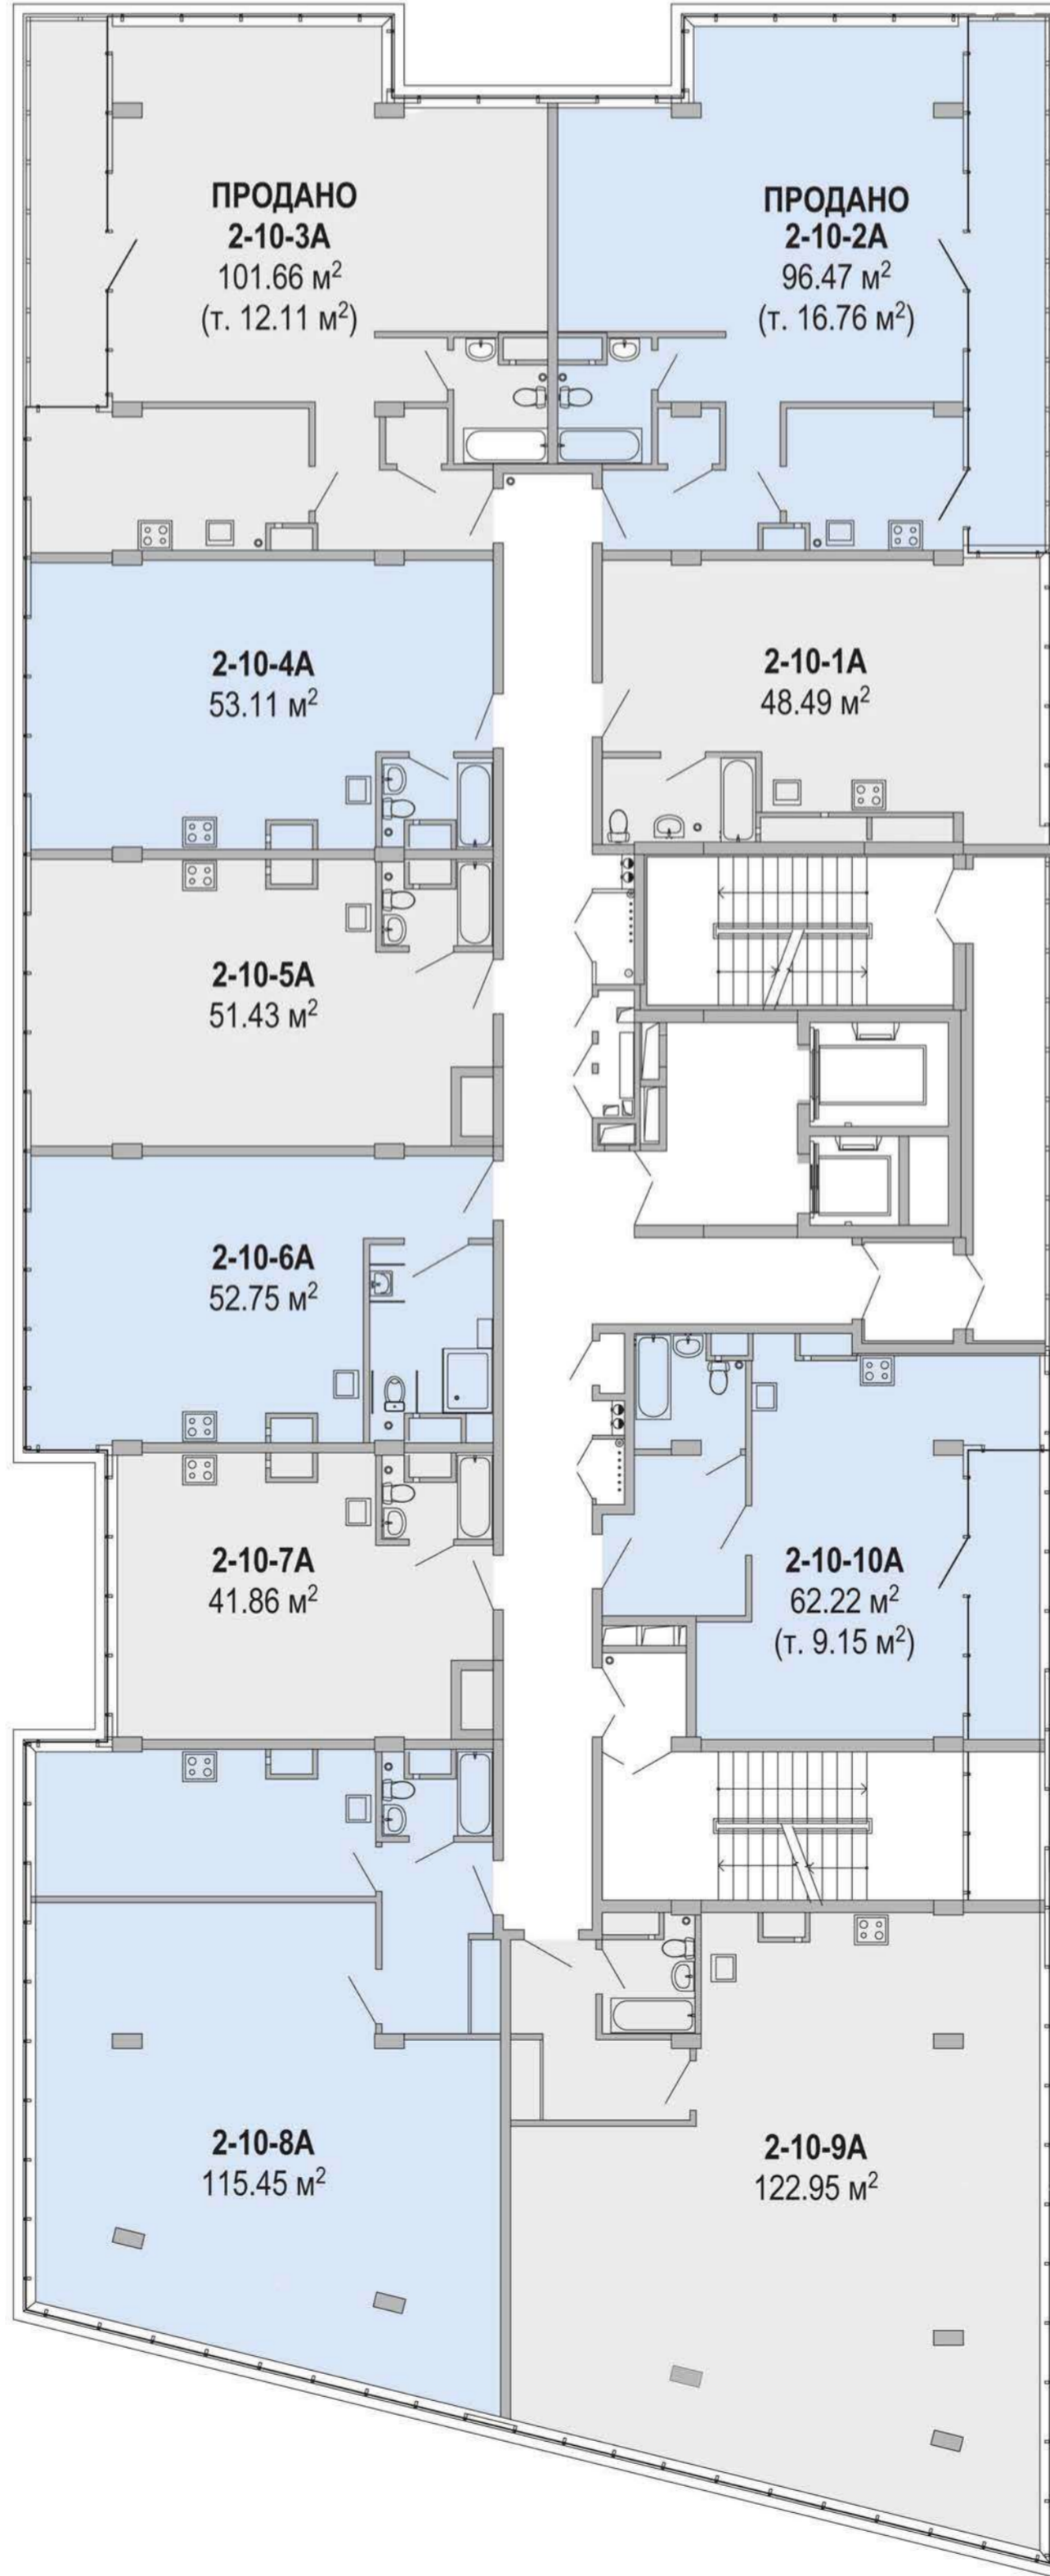 ПРОДАНО
2-10-3А
101.66 м²
(т. 12.11 м²)
ПРОДАНО
2-10-2А
96.47 м²
(т. 16.76 м²)
2-10-4А
53.11 м²
2-10-1А
48.49 м²
2-10-5А
51.43 м²
2-10-6А
52.75 м²
2-10-7А
41.86 м²
2-10-10А
62.22 м²
(т. 9.15 м²)
2-10-8А
115.45 м²
2-10-9А
122.95 м²